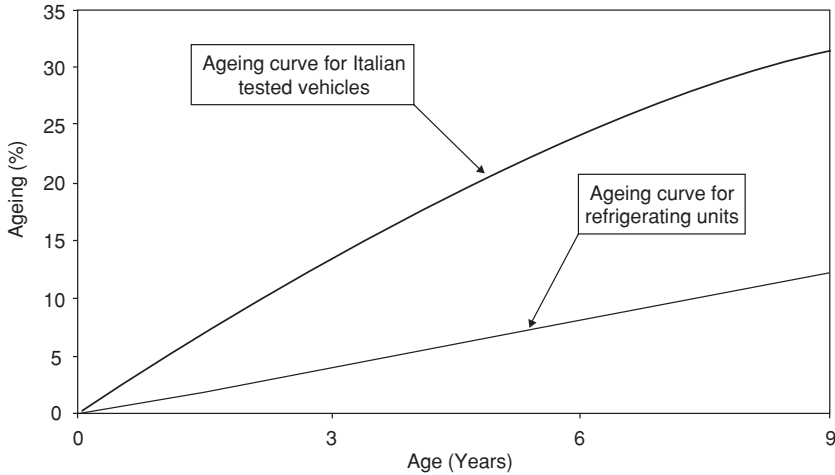 35
30
25
20
15
10
5
0
Ageing (%)
Ageing curve for Italian
tested vehicles
Ageing curve for
refrigerating units
0 3 6 9
Age (Years)